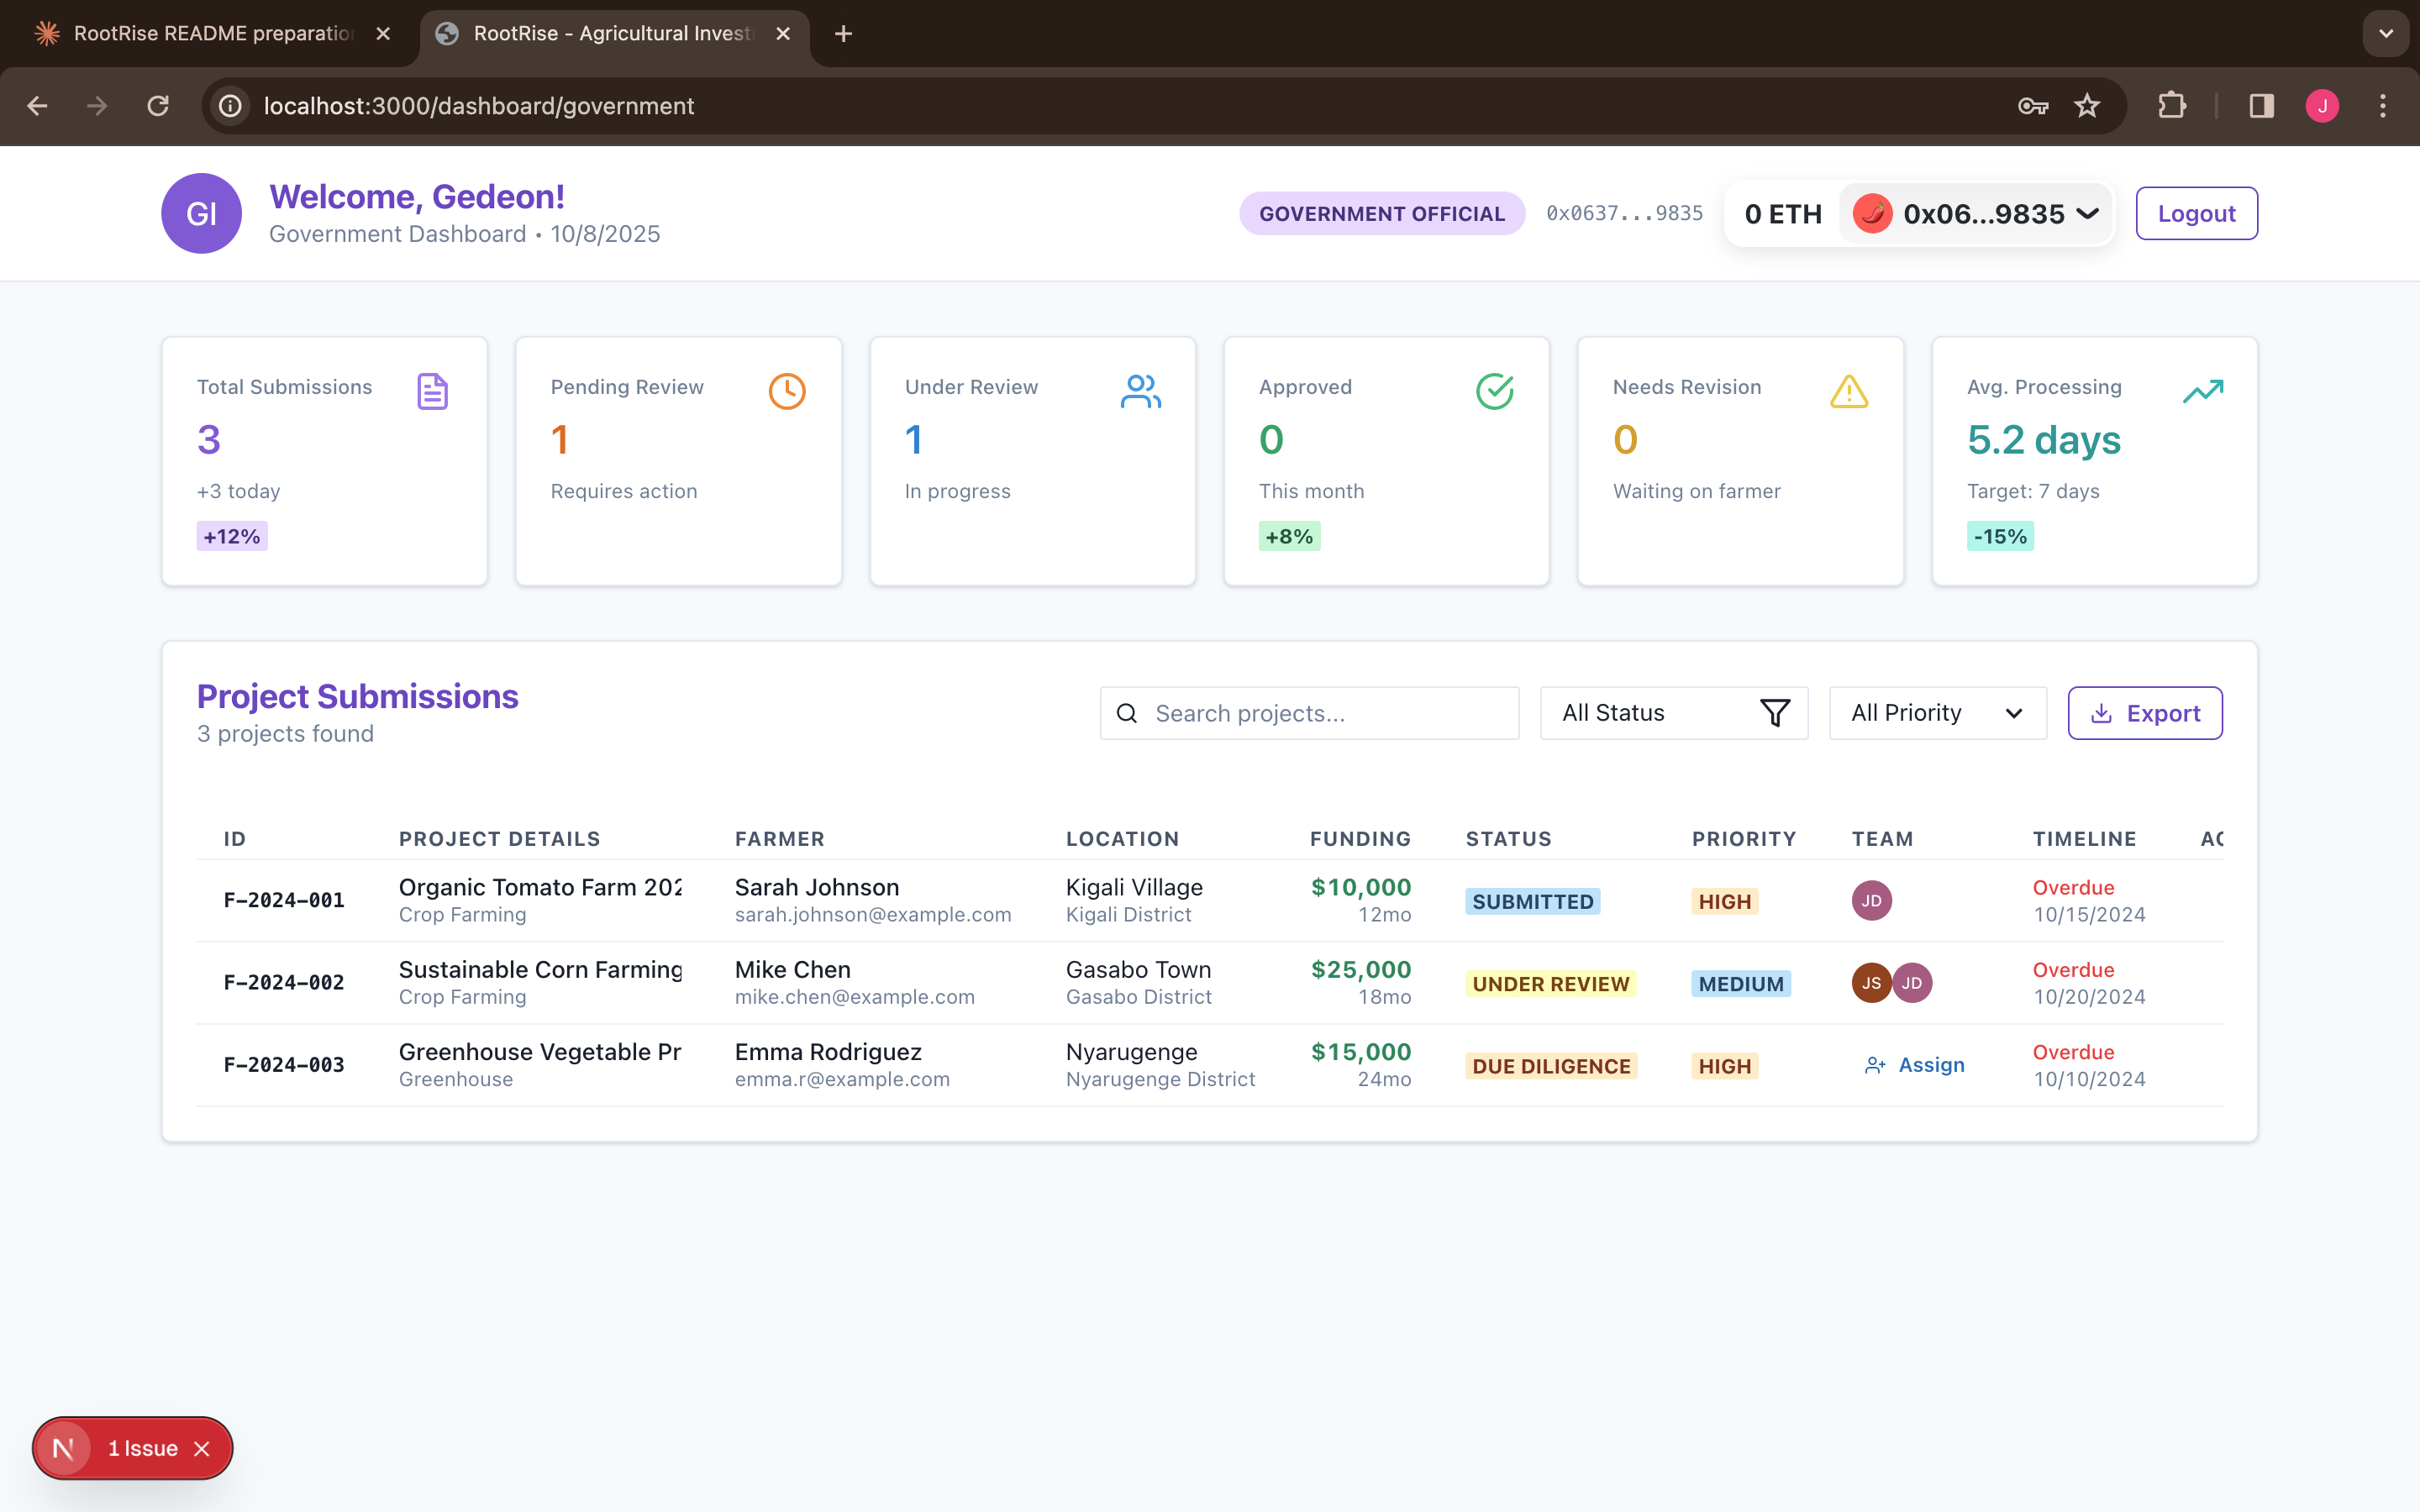 RootRise README preparation
RootRise - Agricultural Invest
localhost:3000/dashboard/government
J
GI
Welcome, Gedeon!
Government Dashboard • 10/8/2025
GOVERNMENT OFFICIAL
0x0637...9835
0 ETH
0x06...9835
Logout
Total Submissions
3
+3 today
+12%
Pending Review
1
Requires action
Under Review
1
In progress
Approved
0
This month
+8%
Needs Revision
0
Waiting on farmer
Avg. Processing
5.2 days
Target: 7 days
-15%
Project Submissions
3 projects found
Search projects...
All Status
All Priority
Export
ID PROJECT DETAILS FARMER LOCATION FUNDING STATUS PRIORITY TEAM TIMELINE AC
F-2024-001 Organic Tomato Farm 202 Sarah Johnson Kigali Village $10,000 SUBMITTED HIGH JD Overdue
Crop Farming sarah.johnson@example.com Kigali District 12mo 10/15/2024
F-2024-002 Sustainable Corn Farming Mike Chen Gasabo Town $25,000 UNDER REVIEW MEDIUM JS JD Overdue
Crop Farming mike.chen@example.com Gasabo District 18mo 10/20/2024
F-2024-003 Greenhouse Vegetable Pr Emma Rodriguez Nyarugenge $15,000 DUE DILIGENCE HIGH Assign Overdue
Greenhouse emma.r@example.com Nyarugenge District 24mo 10/10/2024
N 1 Issue